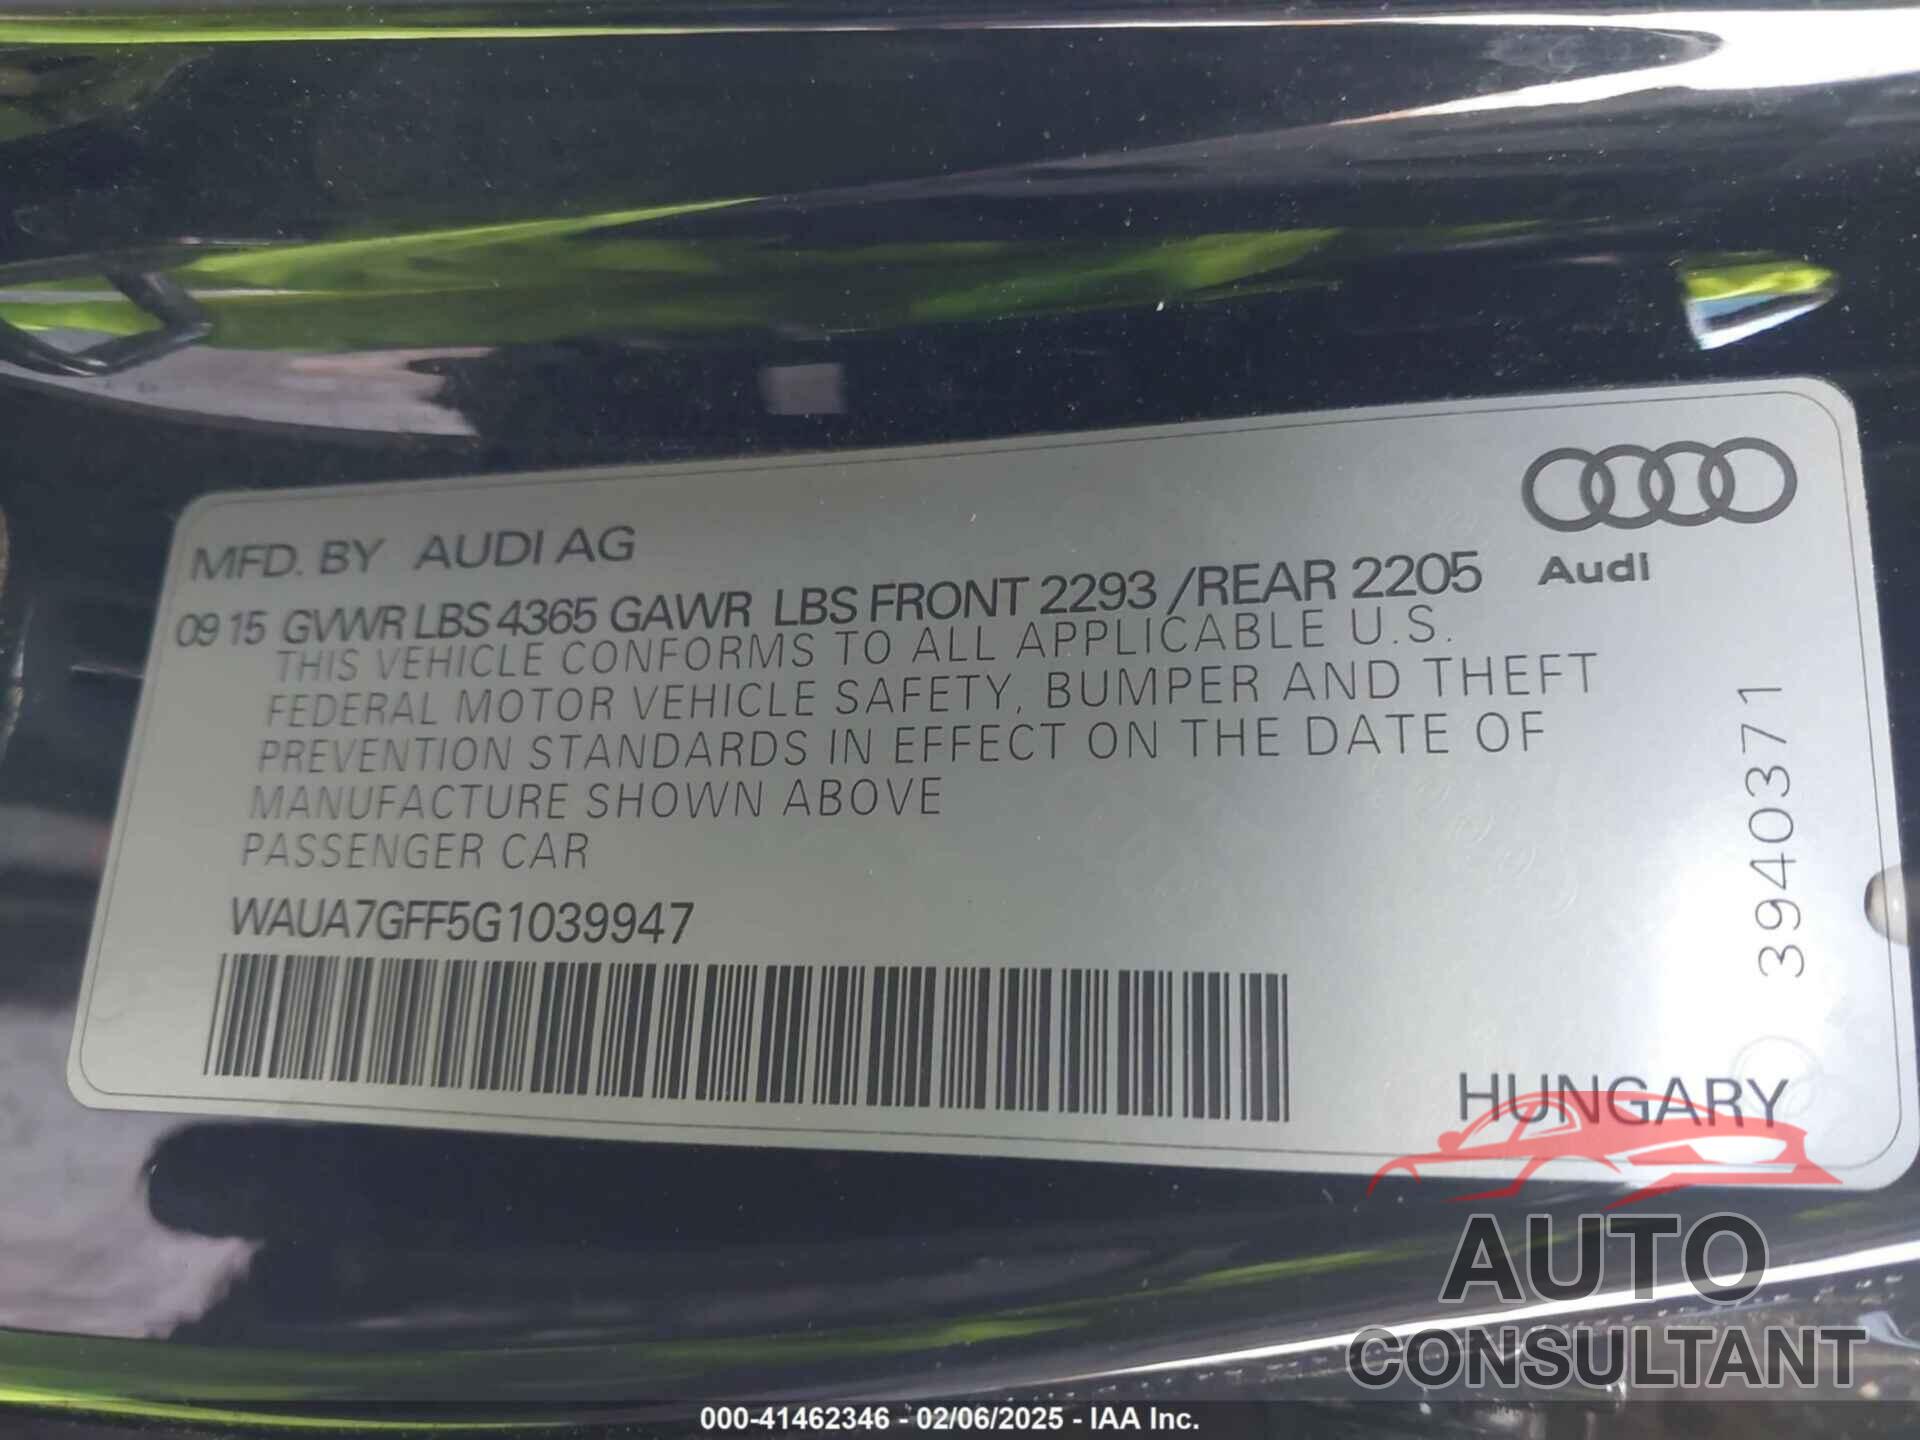 MFD. BY AUDI AG
09 15 GVWR LBS 4365 GAWR LBS FRONT 2293 /REAR 2205
Audi
THIS VEHICLE CONFORMS TO ALL APPLICABLE U.S.
FEDERAL MOTOR VEHICLE SAFETY, BUMPER AND THEFT
PREVENTION STANDARDS IN EFFECT ON THE DATE OF
MANUFACTURE SHOWN ABOVE
PASSENGER CAR
WAUA7GFF5G1039947
3940371
HUNGARY
AUTO
CONSULTANT
000-41462346 - 02/06/2025 - IAA Inc.